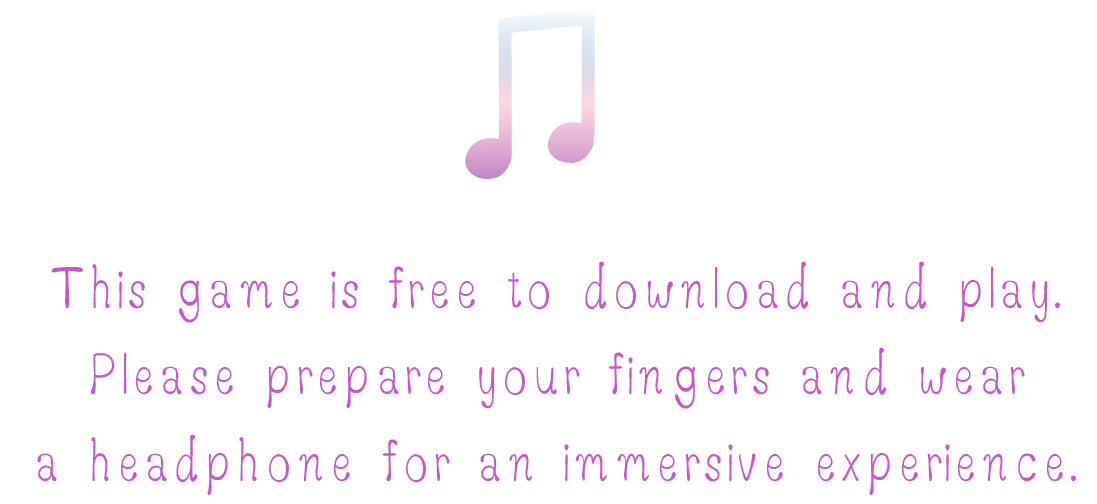 This game is free to download and play.
Please prepare your fingers and wear
a headphone for an immersive experience.